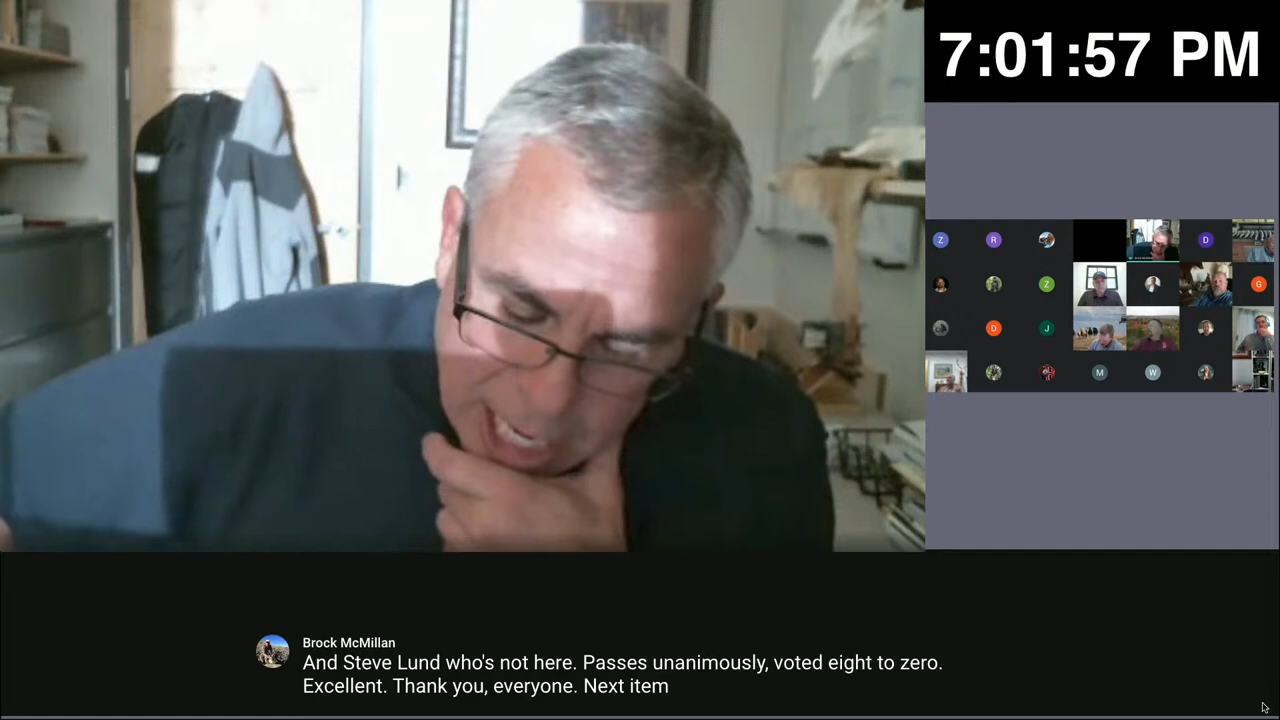 7:01:57 PM
Z
R
D
Z
G
D
J
M
W
Brock McMillan
And Steve Lund who's not here. Passes unanimously, voted eight to zero.
Excellent. Thank you, everyone. Next item